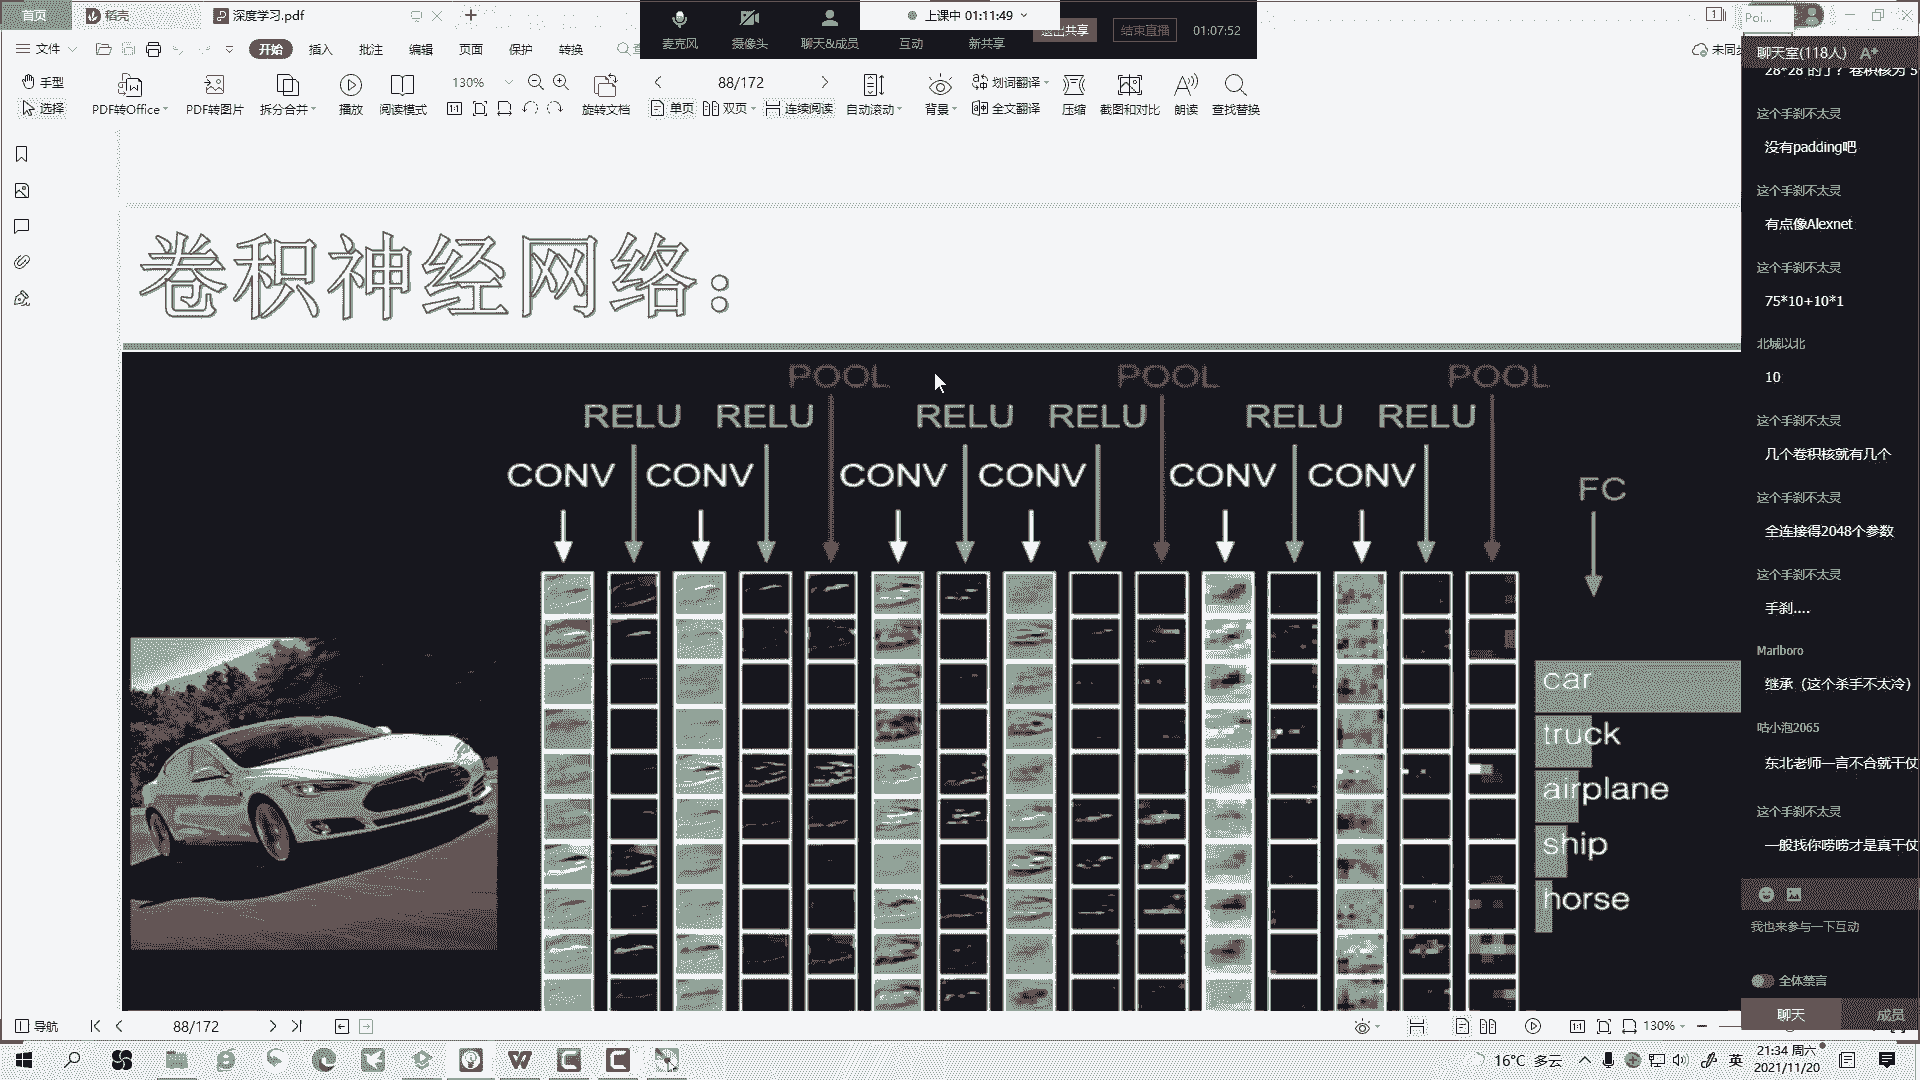 首页
稻壳
深度学习.pdf
上课中 01:11:49
麦克风
摄像头
聊天&成员
互动
新共享
退出共享
结束直播
01:07:52
1
Poi...
文件
开始
插入
批注
编辑
页面
保护
转换
手型
选择
PDF转Office
PDF转图片
拆分合并
播放
阅读模式
130%
旋转文档
88/172
单页
双页
连续阅读
自动滚动
背景
划词翻译
全文翻译
压缩
截图和对比
朗读
查找替换
卷积神经网络：
POOL POOL POOL
RELU RELU RELU RELU RELU RELU
CONV CONV CONV CONV CONV CONV
FC
car
truck
airplane
ship
horse
聊天室(118人) A+
28*28 的了？卷积核为 5
这个手刹不太灵
没有padding吧
这个手刹不太灵
有点像Alexnet
这个手刹不太灵
75*10+10*1
北城以北
10
这个手刹不太灵
几个卷积核就有几个
这个手刹不太灵
全连接得2048个参数
这个手刹不太灵
手刹....
Marlboro
继承（这个杀手不太冷）
咕小泡2065
东北老师一言不合就干仗
这个手刹不太灵
一般找你唠唠才是真干仗
我也来参与一下互动
全体禁言
聊天
成员
导航
88/172
130%
16°C 多云
英
21:34 周六
2021/11/20